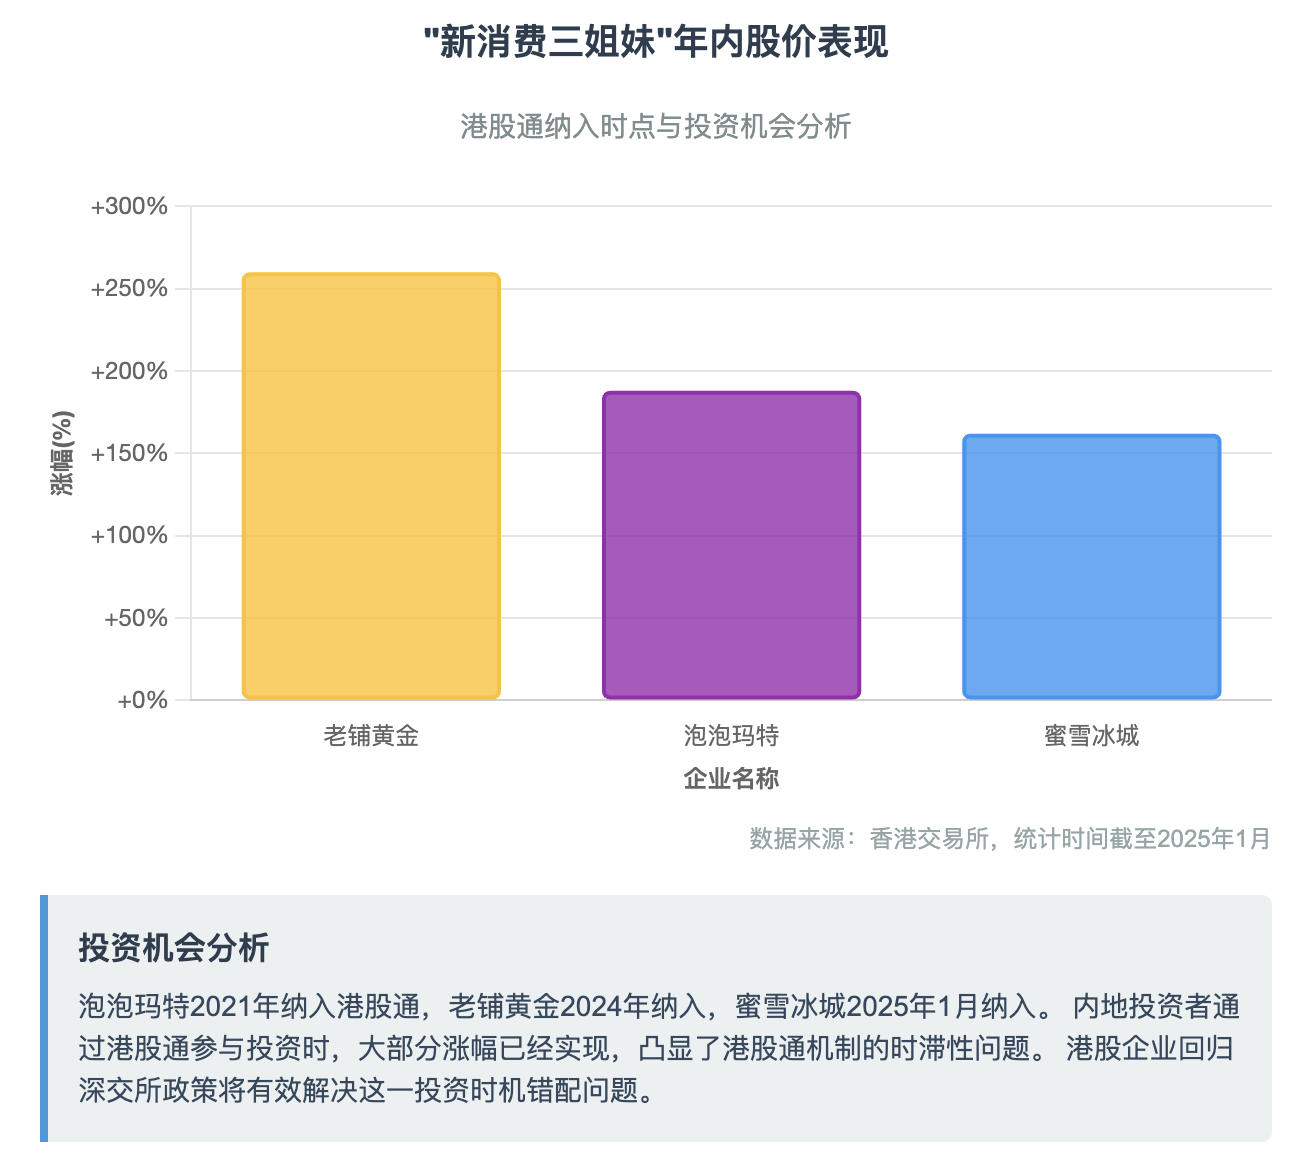 "新消费三姐妹"年内股价表现
港股通纳入时点与投资机会分析
+300%
+250%
+200%
+150%
+100%
+50%
+0%
涨幅(%)
老铺黄金
泡泡玛特
蜜雪冰城
企业名称
数据来源：香港交易所，统计时间截至2025年1月
投资机会分析
泡泡玛特2021年纳入港股通，老铺黄金2024年纳入，蜜雪冰城2025年1月纳入。 内地投资者通
过港股通参与投资时，大部分涨幅已经实现，凸显了港股通机制的时滞性问题。 港股企业回归
深交所政策将有效解决这一投资时机错配问题。